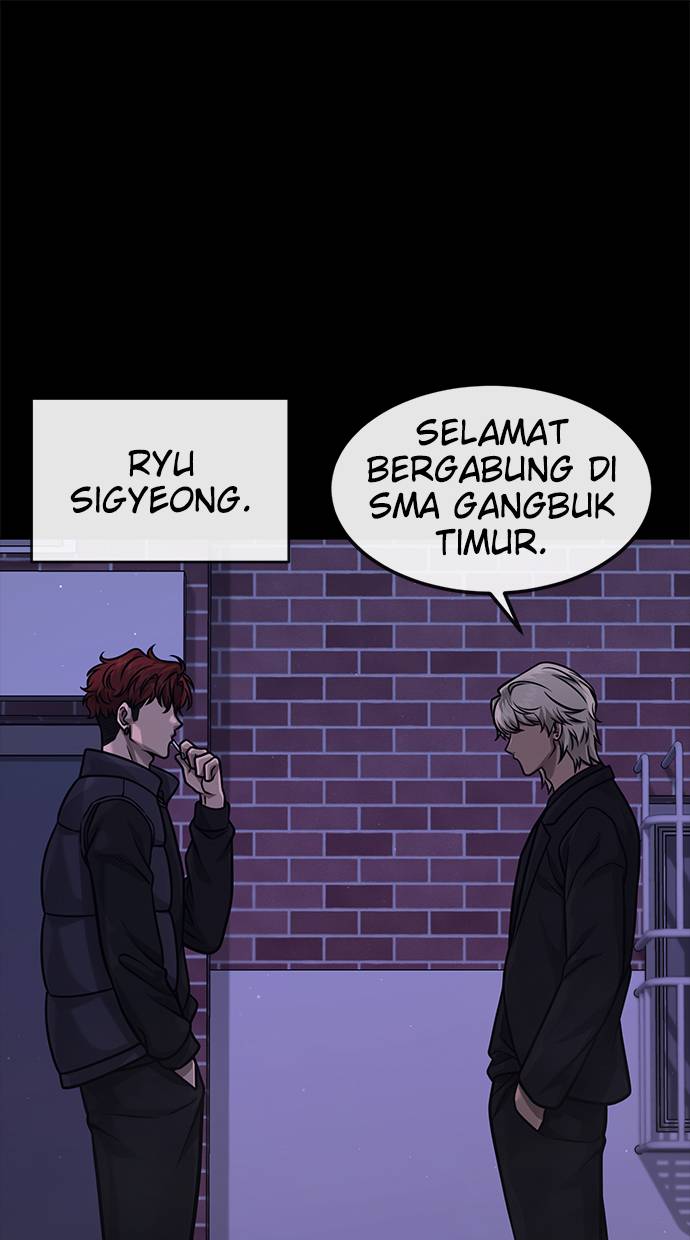 RYU
SIGYEONG.
SELAMAT
BERGABUNG DI
SMA GANGBUK
TIMUR.